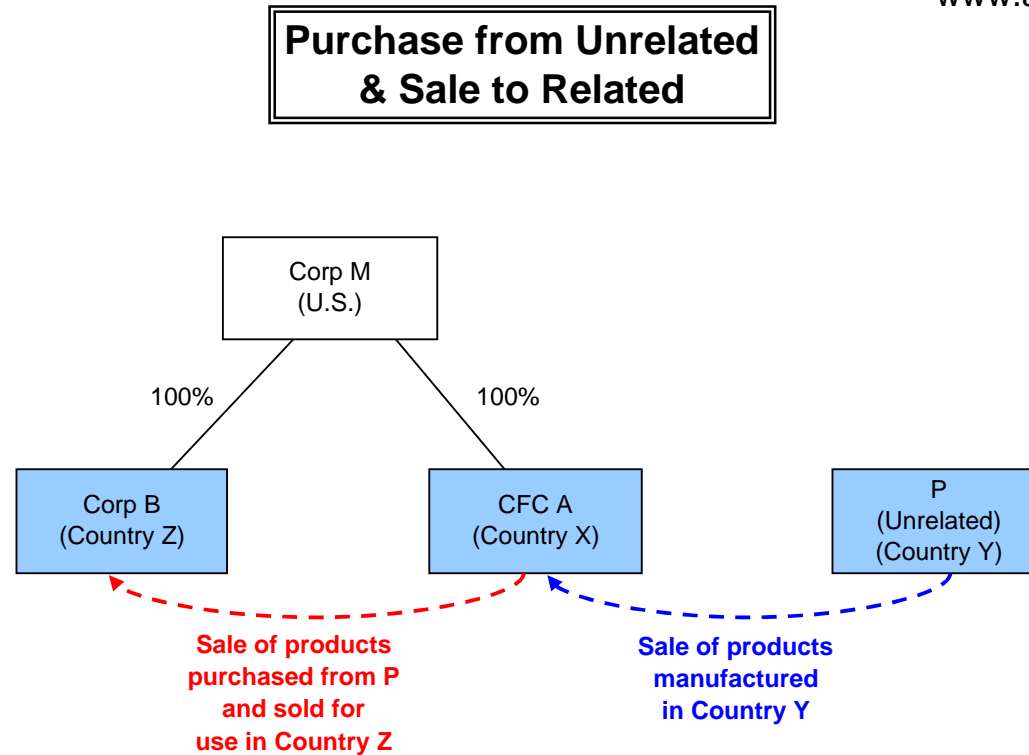 Purchase from Unrelated
& Sale to Related
Corp M
(U.S.)
100%
100%
Corp B
(Country Z)
CFC A
(Country X)
P
(Unrelated)
(Country Y)
Sale of products
purchased from P
and sold for
use in Country Z
Sale of products
manufactured
in Country Y